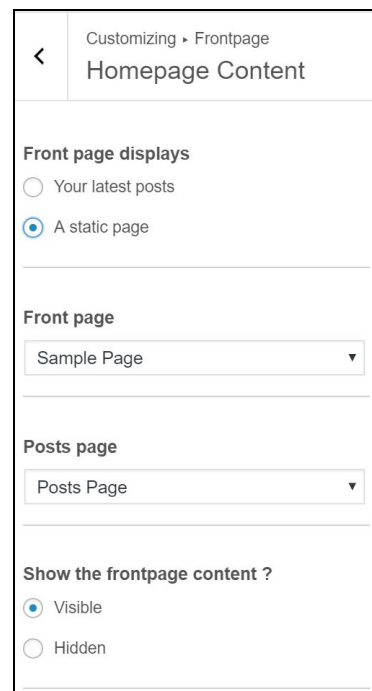 Customizing ▸ Frontpage
Homepage Content
Front page displays
Your latest posts
A static page
Front page
Sample Page
Posts page
Posts Page
Show the frontpage content ?
Visible
Hidden